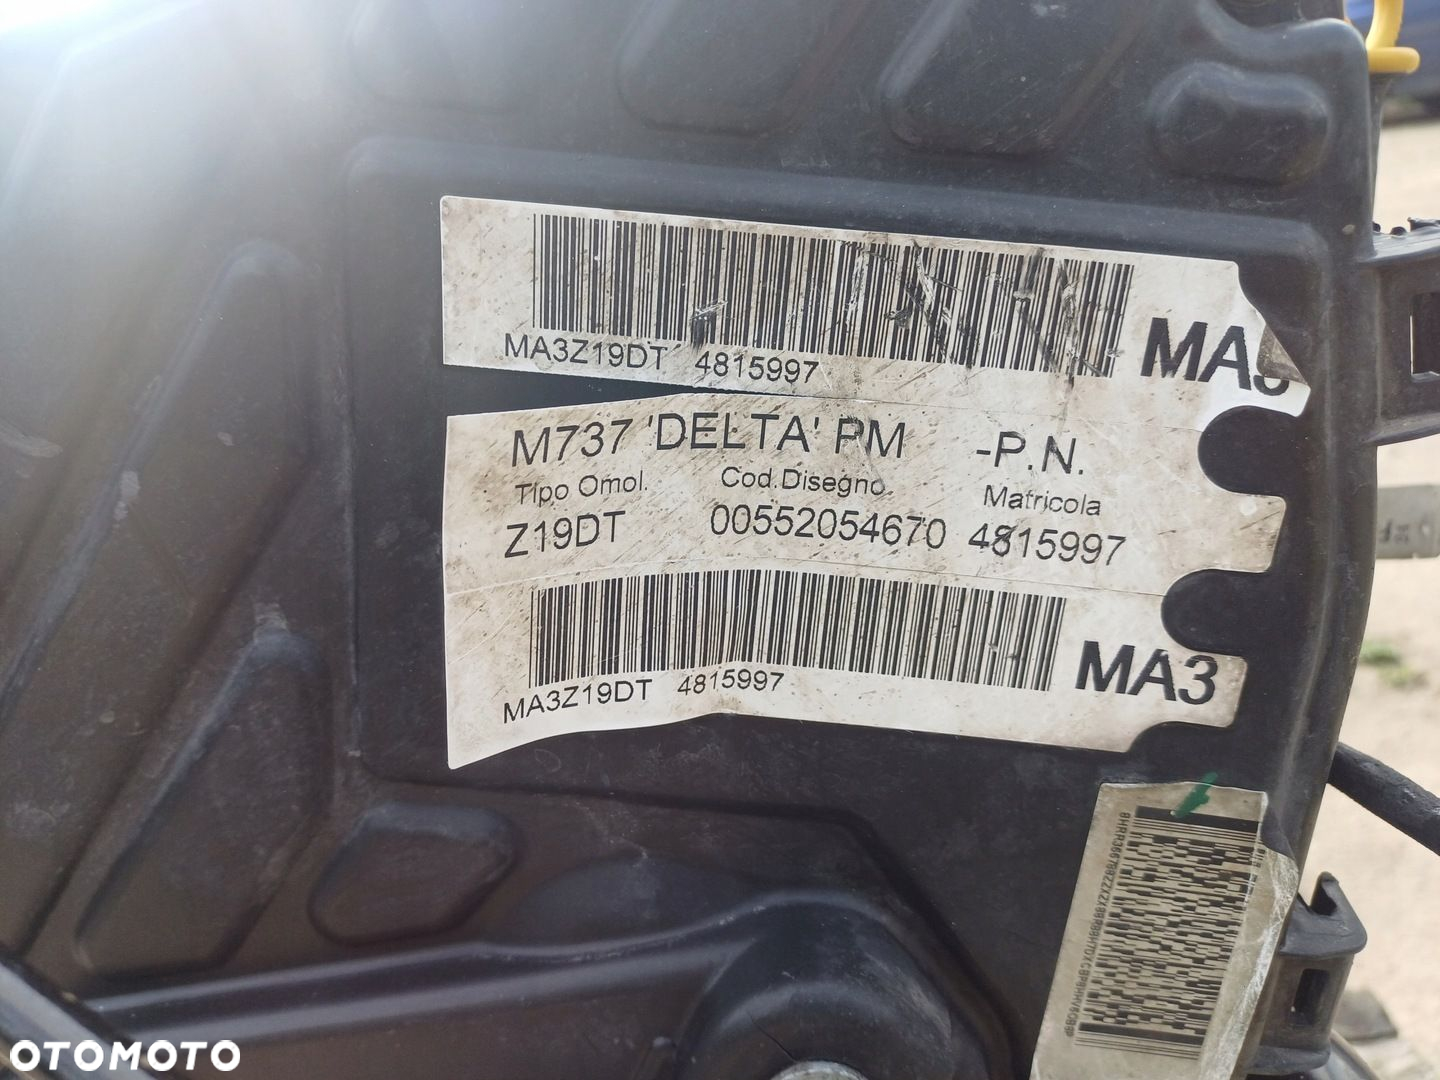 MA3Z19DT 4815997
MA3
M737 'DELTA' PM -P.N.
Tipo Omol. Cod.Disegno. Matricola
Z19DT 00552054670 4815997
MA3Z19DT 4815997
MA3
OTOMOTO